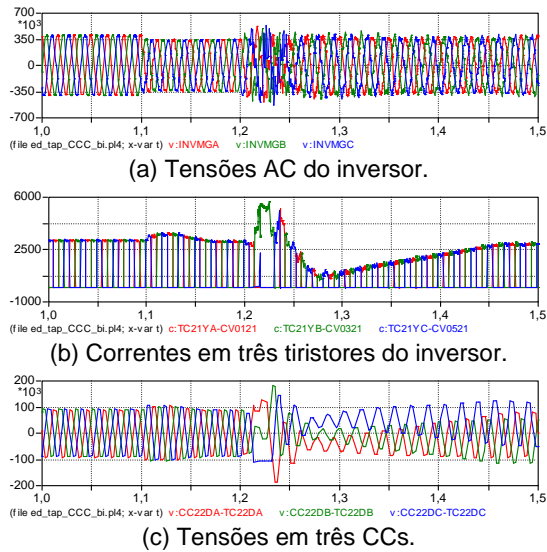 700
*10³
350
0
-350
-700
1,0 1,1 1,2 1,3 1,4 1,5
(file ed_tap_CCC_bi.pl4; x-var t) v:INVMGA v:INVMGB v:INVMGC
(a) Tensões AC do inversor.
6000
2500
-1000
1,0 1,1 1,2 1,3 1,4 1,5
(file ed_tap_CCC_bi.pl4; x-var t) c:TC21YA-CV0121 c:TC21YB-CV0321 c:TC21YC-CV0521
(b) Correntes em três tiristores do inversor.
200
*10³
100
0
-100
-200
1,0 1,1 1,2 1,3 1,4 1,5
(file ed_tap_CCC_bi.pl4; x-var t) v:CC22DA-TC22DA v:CC22DB-TC22DB v:CC22DC-TC22DC
(c) Tensões em três CCs.